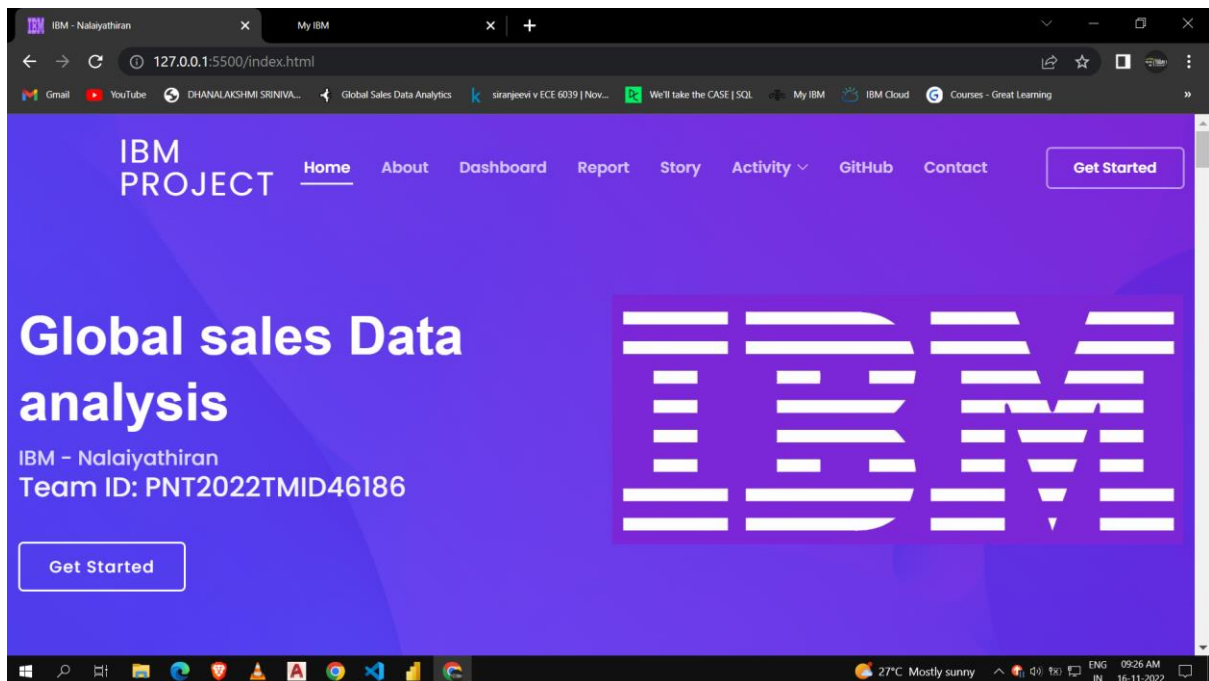 IBM - Nalaiyathiran
My IBM
127.0.0.1:5500/index.html
Gmail YouTube DHANALAKSHMI SRINIVA... Global Sales Data Analytics siranjeevi v ECE 6039 | Nov... We'll take the CASE | SQL My IBM IBM Cloud Courses - Great Learning »
IBM
PROJECT
Home About Dashboard Report Story Activity GitHub Contact Get Started
Global sales Data
analysis
IBM - Nalaiyathiran
Team ID: PNT2022TMID46186
Get Started
IBM
27°C Mostly sunny
ENG
IN
09:26 AM
16-11-2022